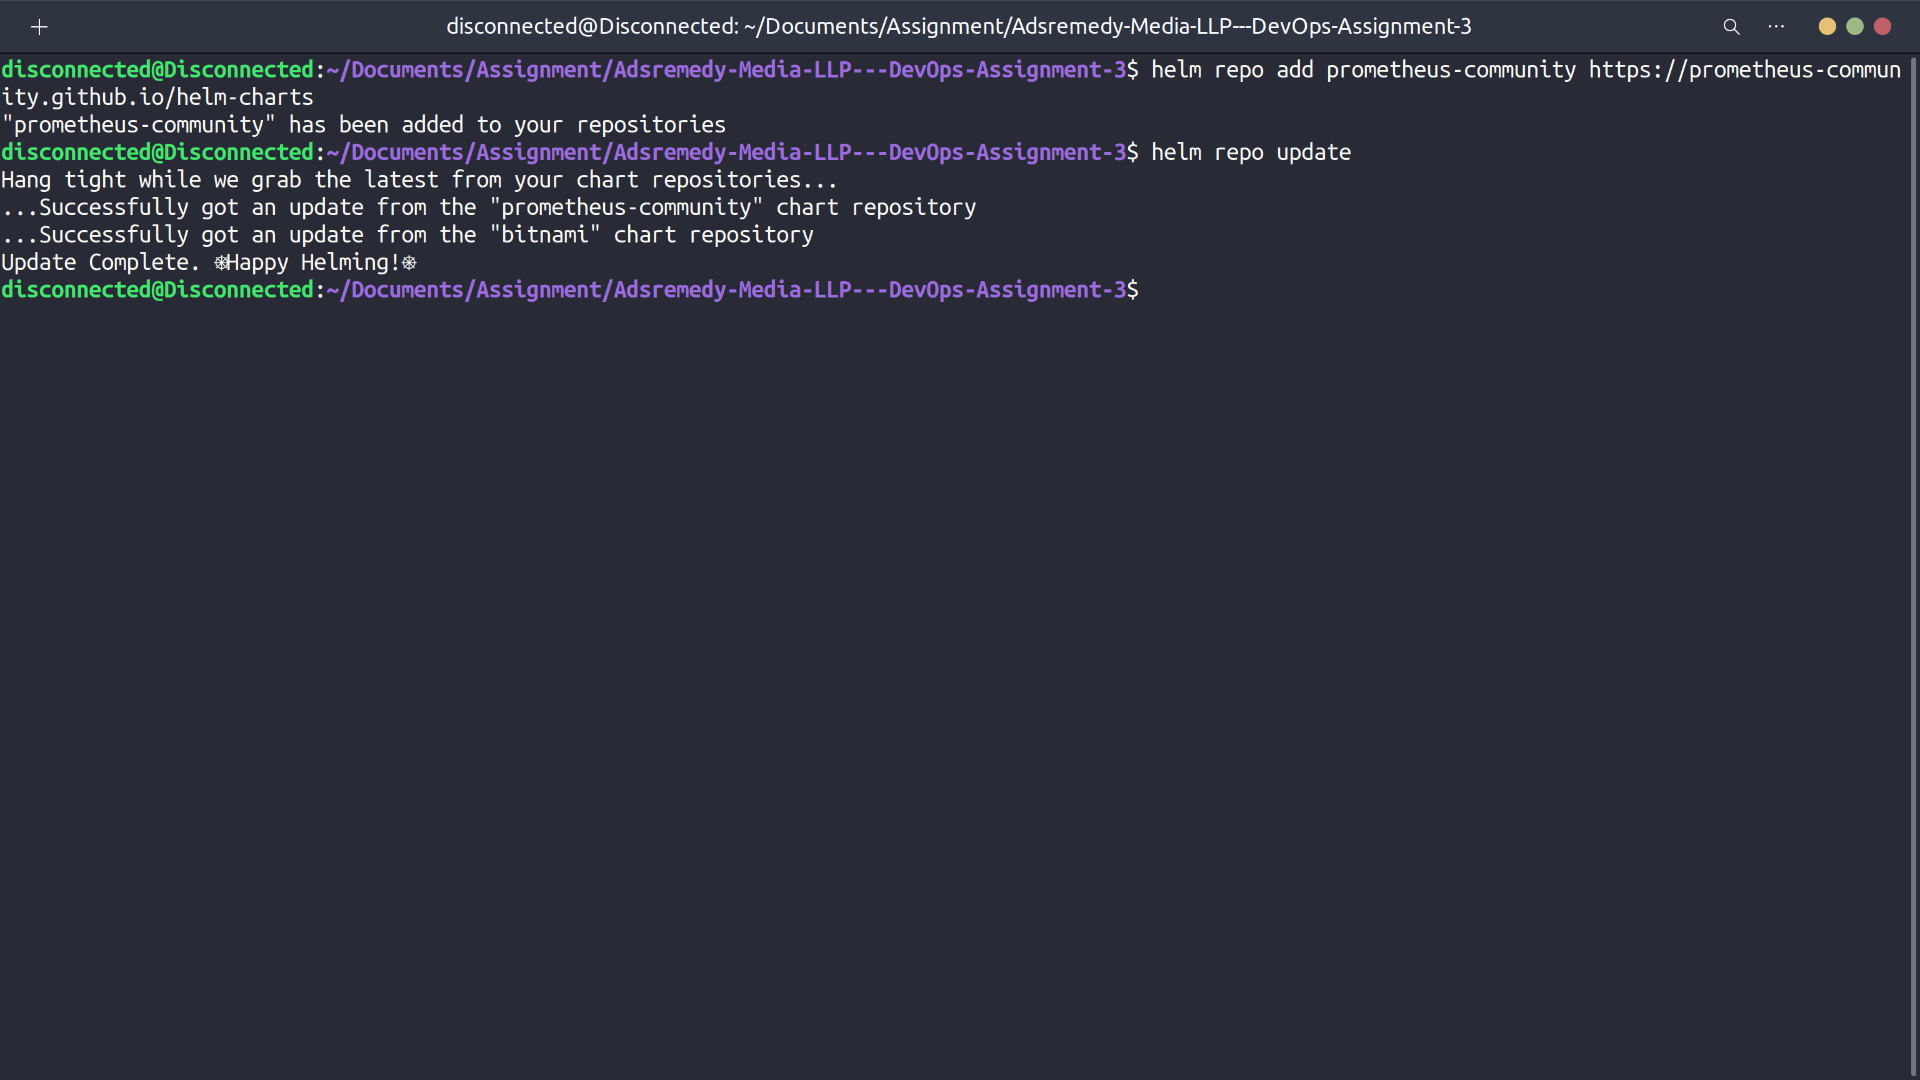 disconnected@Disconnected: ~/Documents/Assignment/Adsremedy-Media-LLP---DevOps-Assignment-3
disconnected@Disconnected:~/Documents/Assignment/Adsremedy-Media-LLP---DevOps-Assignment-3$ helm repo add prometheus-community https://prometheus-commun
ity.github.io/helm-charts
"prometheus-community" has been added to your repositories
disconnected@Disconnected:~/Documents/Assignment/Adsremedy-Media-LLP---DevOps-Assignment-3$ helm repo update
Hang tight while we grab the latest from your chart repositories...
...Successfully got an update from the "prometheus-community" chart repository
...Successfully got an update from the "bitnami" chart repository
Update Complete. ⎈Happy Helming!⎈
disconnected@Disconnected:~/Documents/Assignment/Adsremedy-Media-LLP---DevOps-Assignment-3$